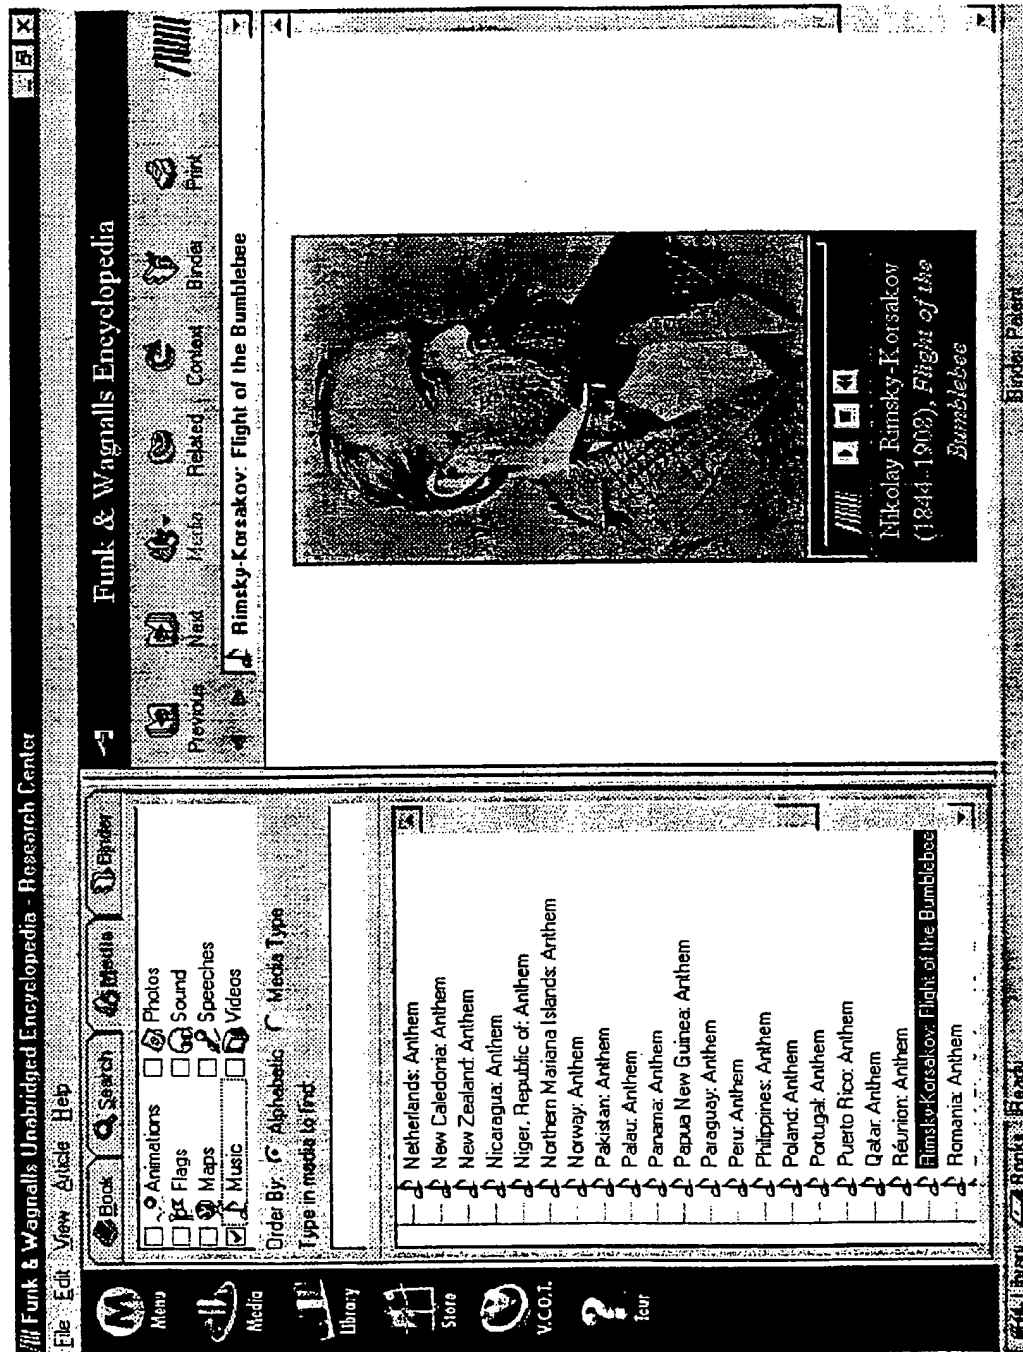 Funk & Wagnalls Unabridged Encyclopedia - Research Center
File Edit View Article Help
Menu
Media
Library
Store
V.C.O.T.
Tour
Book Search Media Binder
Animations Photos
Flags Sound
Maps Speeches
Music Videos
Order By: Alphabetic Media Type
Type in media to find:
Netherlands: Anthem
New Caledonia: Anthem
New Zealand: Anthem
Nicaragua: Anthem
Niger, Republic of: Anthem
Northern Mariana Islands: Anthem
Norway: Anthem
Pakistan: Anthem
Palau: Anthem
Panama: Anthem
Papua New Guinea: Anthem
Paraguay: Anthem
Peru: Anthem
Philippines: Anthem
Poland: Anthem
Portugal: Anthem
Puerto Rico: Anthem
Qatar: Anthem
Réunion: Anthem
Rimsky-Korsakov: Flight of the Bumblebee
Romania: Anthem
Funk & Wagnalls Encyclopedia
Previous Next Media Related Context Binder Print
Rimsky-Korsakov: Flight of the Bumblebee
Nikolay Rimsky-Korsakov
(1844-1908), Flight of the
Bumblebee
Books Ready
Binder Patent